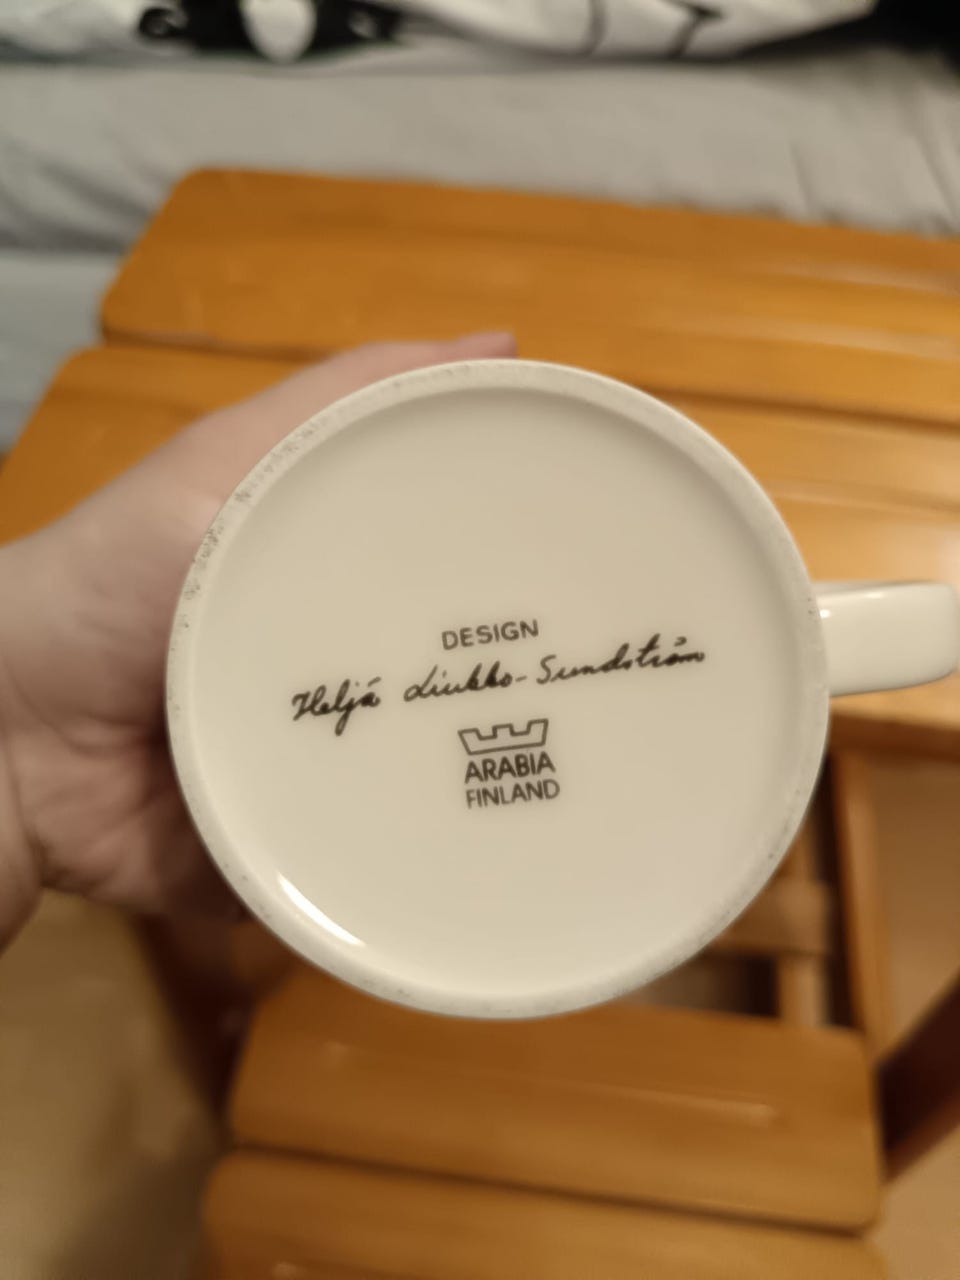 DESIGN
Heljä Liukko-Sundström
ARABIA
FINLAND